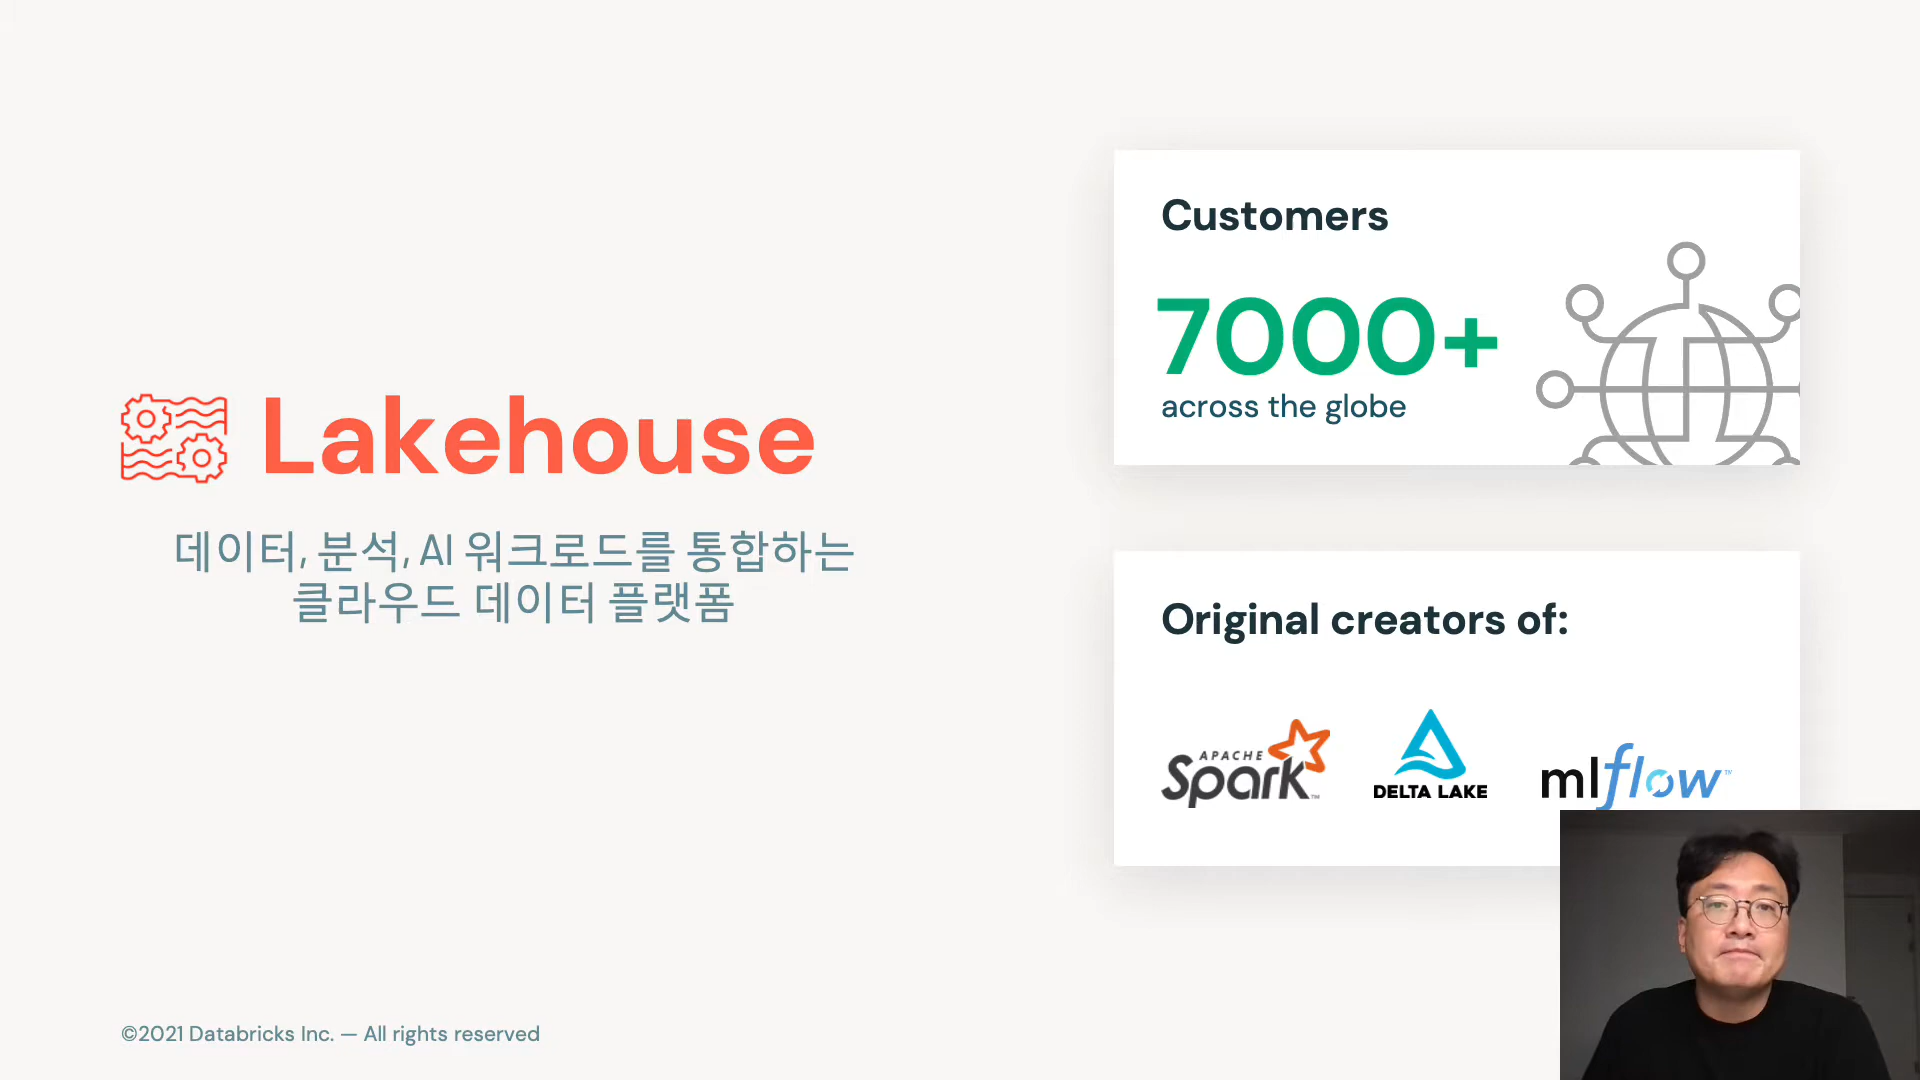 Lakehouse
데이터, 분석, AI 워크로드를 통합하는
클라우드 데이터 플랫폼
Customers
7000+
across the globe
Original creators of:
APACHE
Spark™
DELTA LAKE
mlflow™
©2021 Databricks Inc. — All rights reserved